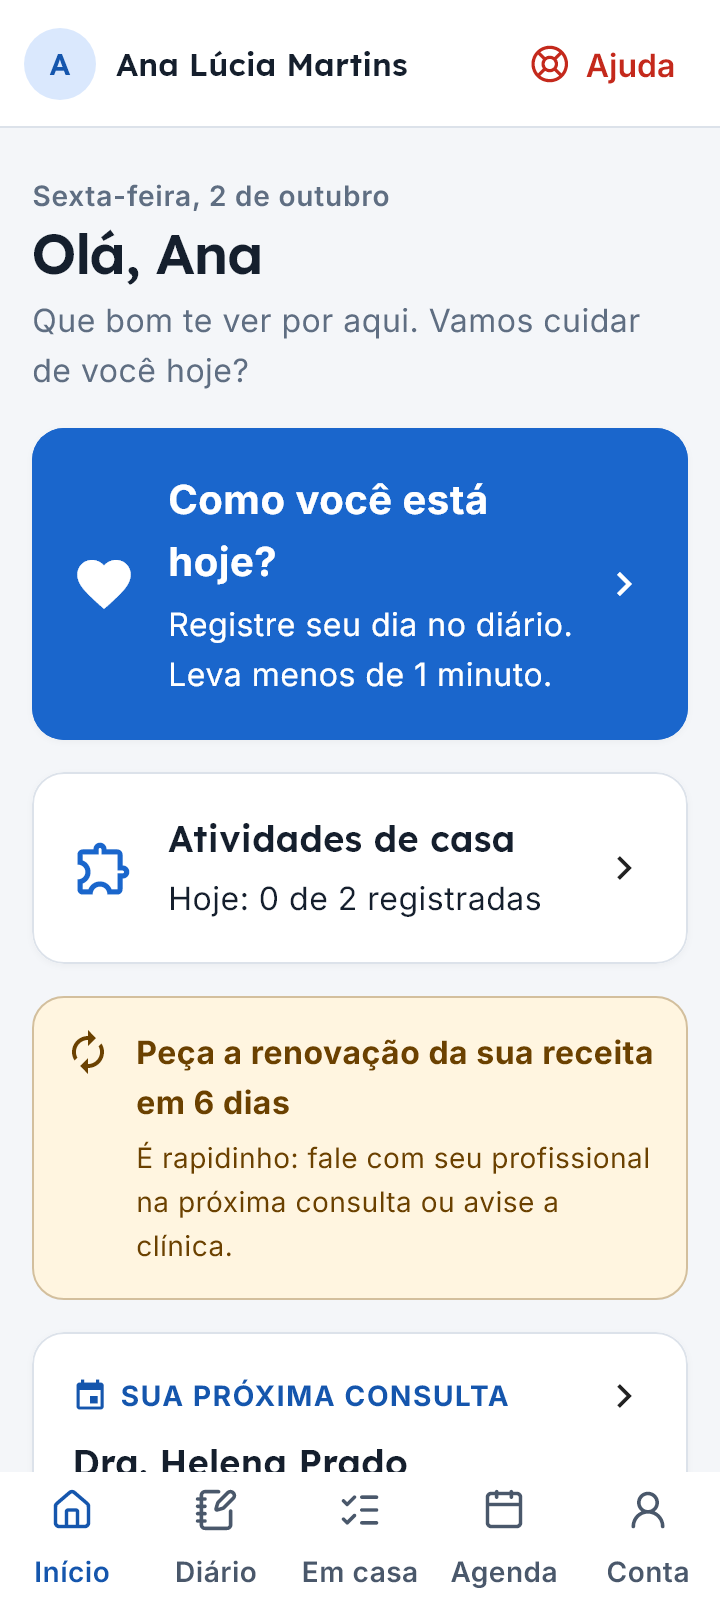 A
Ana Lúcia Martins
Ajuda
Sexta-feira, 2 de outubro
Olá, Ana
Que bom te ver por aqui. Vamos cuidar
de você hoje?
Como você está
hoje?
Registre seu dia no diário.
Leva menos de 1 minuto.
Atividades de casa
Hoje: 0 de 2 registradas
Peça a renovação da sua receita
em 6 dias
É rapidinho: fale com seu profissional
na próxima consulta ou avise a
clínica.
SUA PRÓXIMA CONSULTA
Dra. Helena Prado
Início
Diário
Em casa
Agenda
Conta